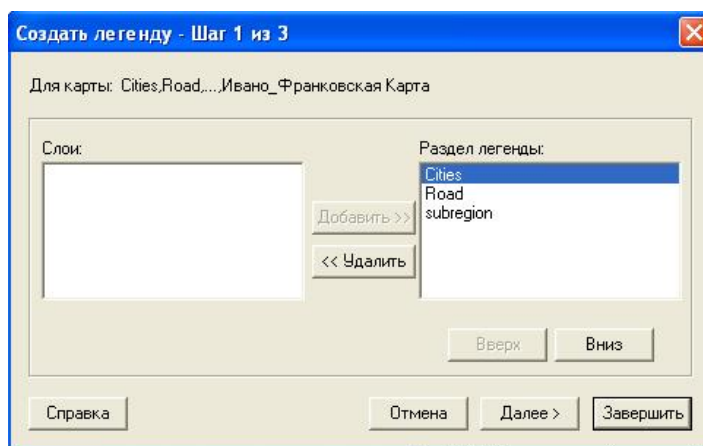 Создать легенду - Шаг 1 из 3
Для карты: Cities,Road,...,Ивано_Франковская Карта
Слои:
Раздел легенды:
Cities
Road
subregion
Добавить >>
<< Удалить
Вверх
Вниз
Справка
Отмена
Далее >
Завершить